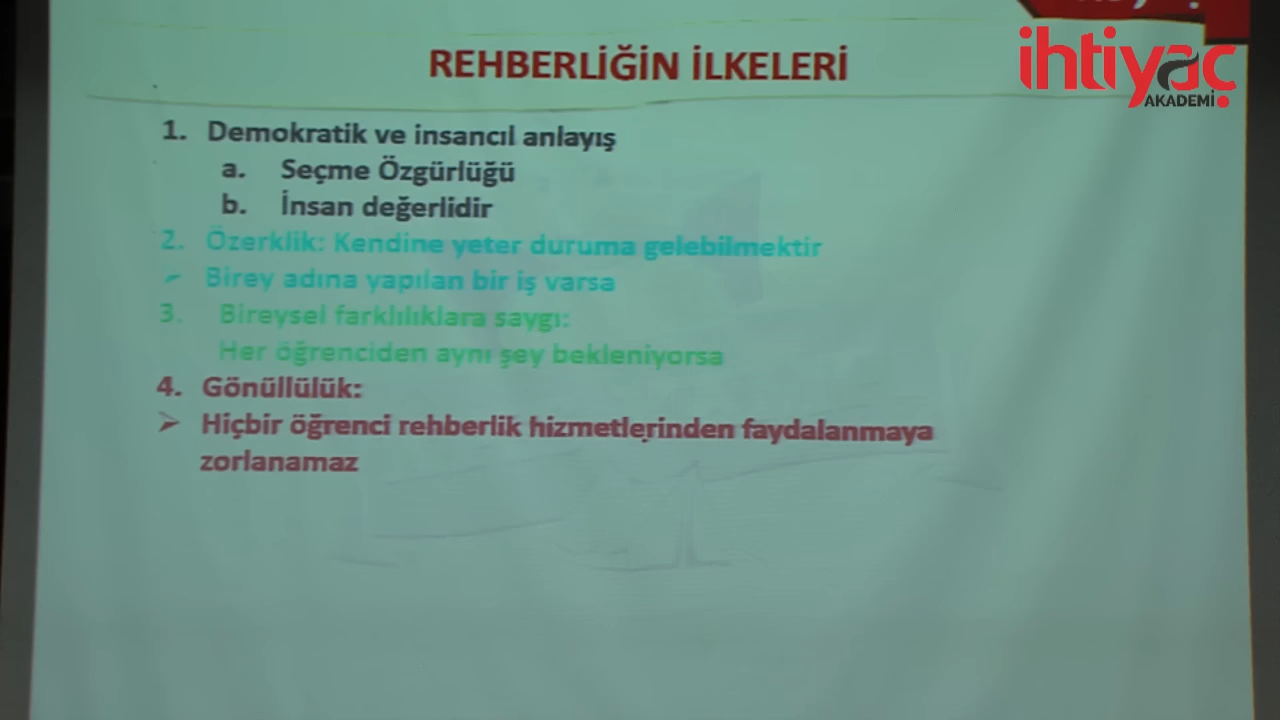 REHBERLİĞİN İLKELERİ
ihtiyaç
AKADEMİ
1. Demokratik ve insancıl anlayış
a. Seçme Özgürlüğü
b. İnsan değerlidir
2. Özerklik: Kendine yeter duruma gelebilmektir
➢ Birey adına yapılan bir iş varsa
3. Bireysel farklılıklara saygı:
Her öğrenciden aynı şey bekleniyorsa
4. Gönüllülük:
➢ Hiçbir öğrenci rehberlik hizmetlerinden faydalanmaya
zorlanamaz